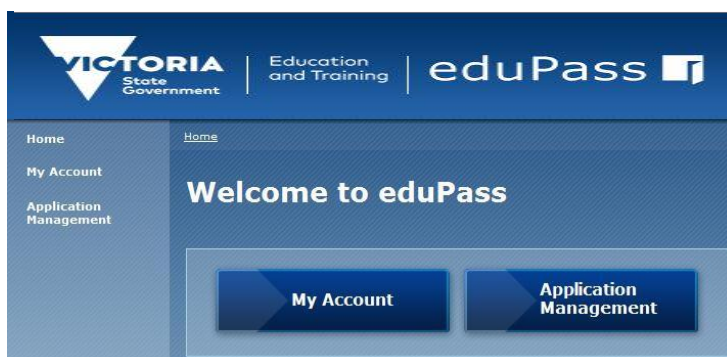 VICTORIA
State
Government
Education
and Training
eduPass
Home
My Account
Application
Management
Home
Welcome to eduPass
My Account
Application
Management